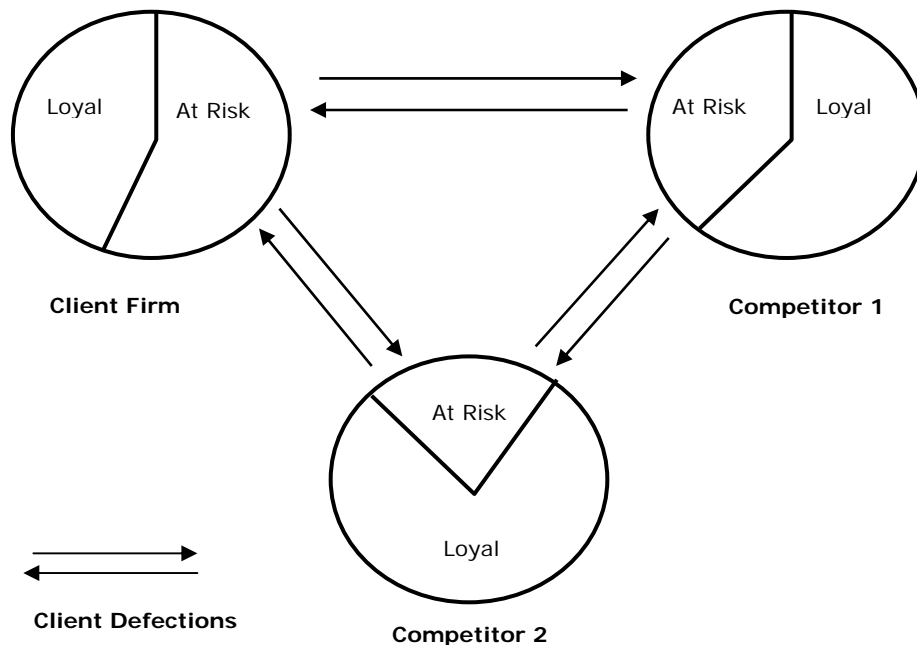 Loyal
At Risk
At Risk
Loyal
Client Firm
Competitor 1
At Risk
Loyal
Client Defections
Competitor 2